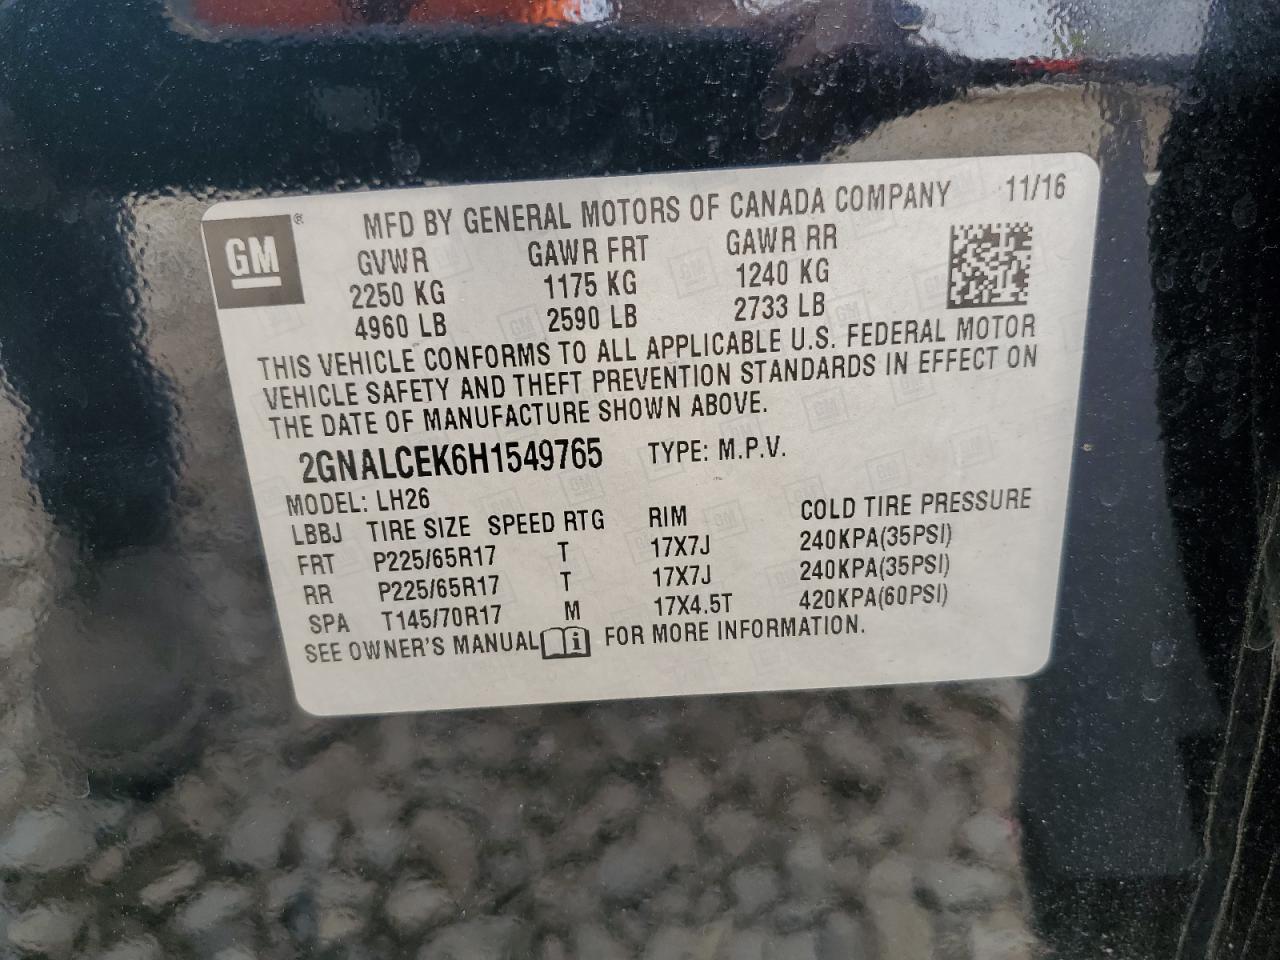 GM ® MFD BY GENERAL MOTORS OF CANADA COMPANY 11/16
GVWR GAWR FRT GAWR RR
2250 KG 1175 KG 1240 KG
4960 LB 2590 LB 2733 LB
THIS VEHICLE CONFORMS TO ALL APPLICABLE U.S. FEDERAL MOTOR
VEHICLE SAFETY AND THEFT PREVENTION STANDARDS IN EFFECT ON
THE DATE OF MANUFACTURE SHOWN ABOVE.
2GNALCEK6H1549765 TYPE: M.P.V.
MODEL: LH26
LBBJ TIRE SIZE SPEED RTG RIM COLD TIRE PRESSURE
FRT P225/65R17 T 17X7J 240KPA(35PSI)
RR P225/65R17 T 17X7J 240KPA(35PSI)
SPA T145/70R17 M 17X4.5T 420KPA(60PSI)
SEE OWNER'S MANUAL i FOR MORE INFORMATION.